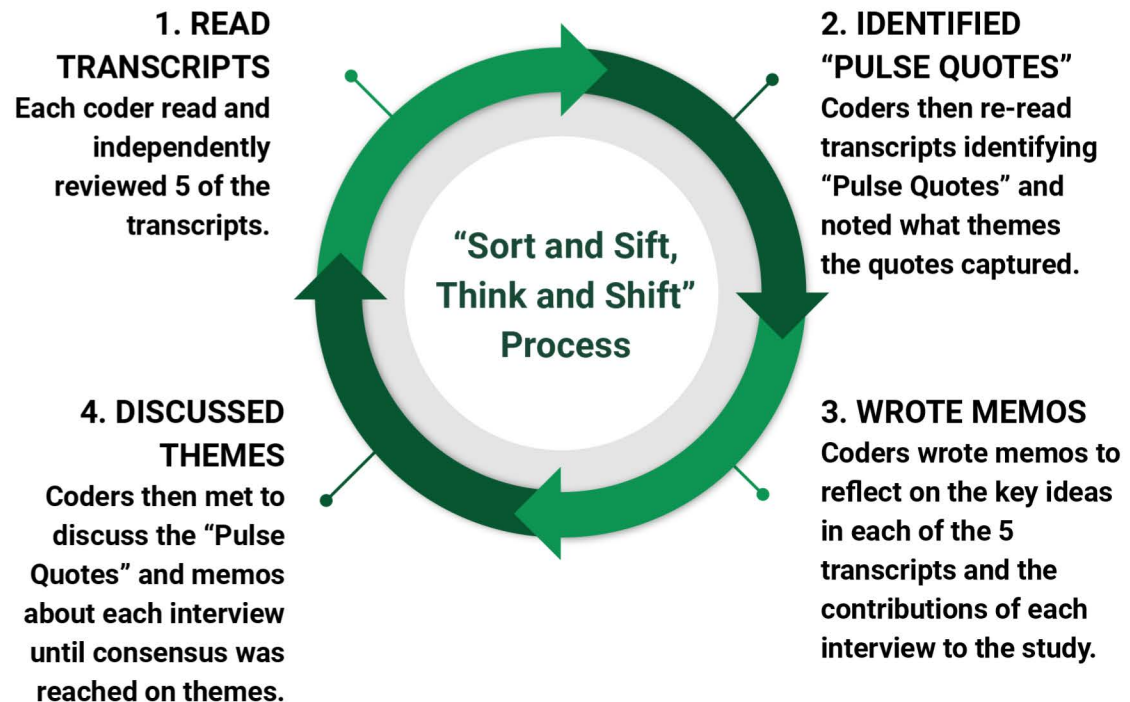 1. READ
TRANSCRIPTS
Each coder read and
independently
reviewed 5 of the
transcripts.
2. IDENTIFIED
“PULSE QUOTES”
Coders then re-read
transcripts identifying
“Pulse Quotes” and
noted what themes
the quotes captured.
“Sort and Sift,
Think and Shift”
Process
3. WROTE MEMOS
Coders wrote memos to
reflect on the key ideas
in each of the 5
transcripts and the
contributions of each
interview to the study.
4. DISCUSSED
THEMES
Coders then met to
discuss the “Pulse
Quotes” and memos
about each interview
until consensus was
reached on themes.